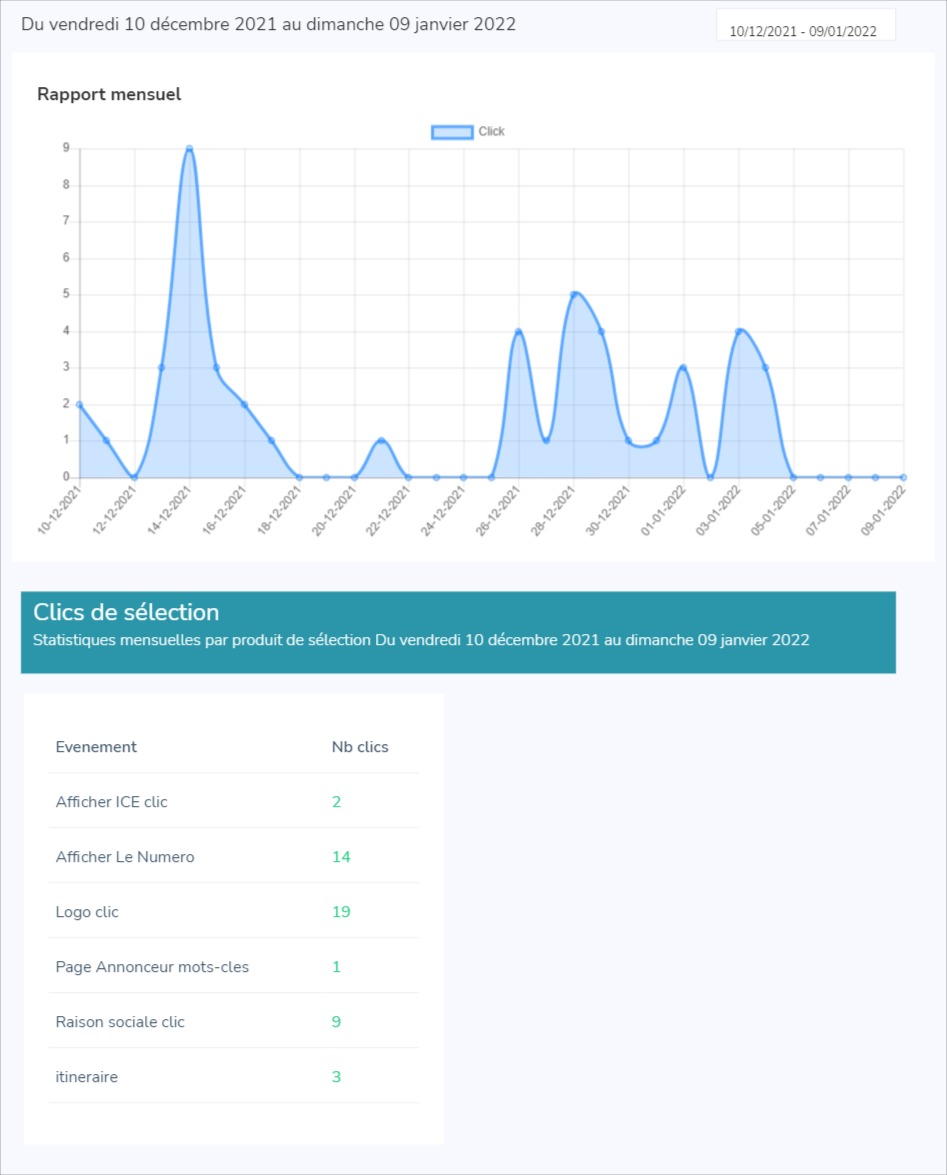 Du vendredi 10 décembre 2021 au dimanche 09 janvier 2022
10/12/2021 - 09/01/2022
Rapport mensuel
Click
9
8
7
6
5
4
3
2
1
0
10-12-2021
12-12-2021
14-12-2021
16-12-2021
18-12-2021
20-12-2021
22-12-2021
24-12-2021
26-12-2021
28-12-2021
30-12-2021
01-01-2022
03-01-2022
05-01-2022
07-01-2022
09-01-2022
Clics de sélection
Statistiques mensuelles par produit de sélection Du vendredi 10 décembre 2021 au dimanche 09 janvier 2022
Evenement Nb clics
Afficher ICE clic 2
Afficher Le Numero 14
Logo clic 19
Page Annonceur mots-cles 1
Raison sociale clic 9
itineraire 3